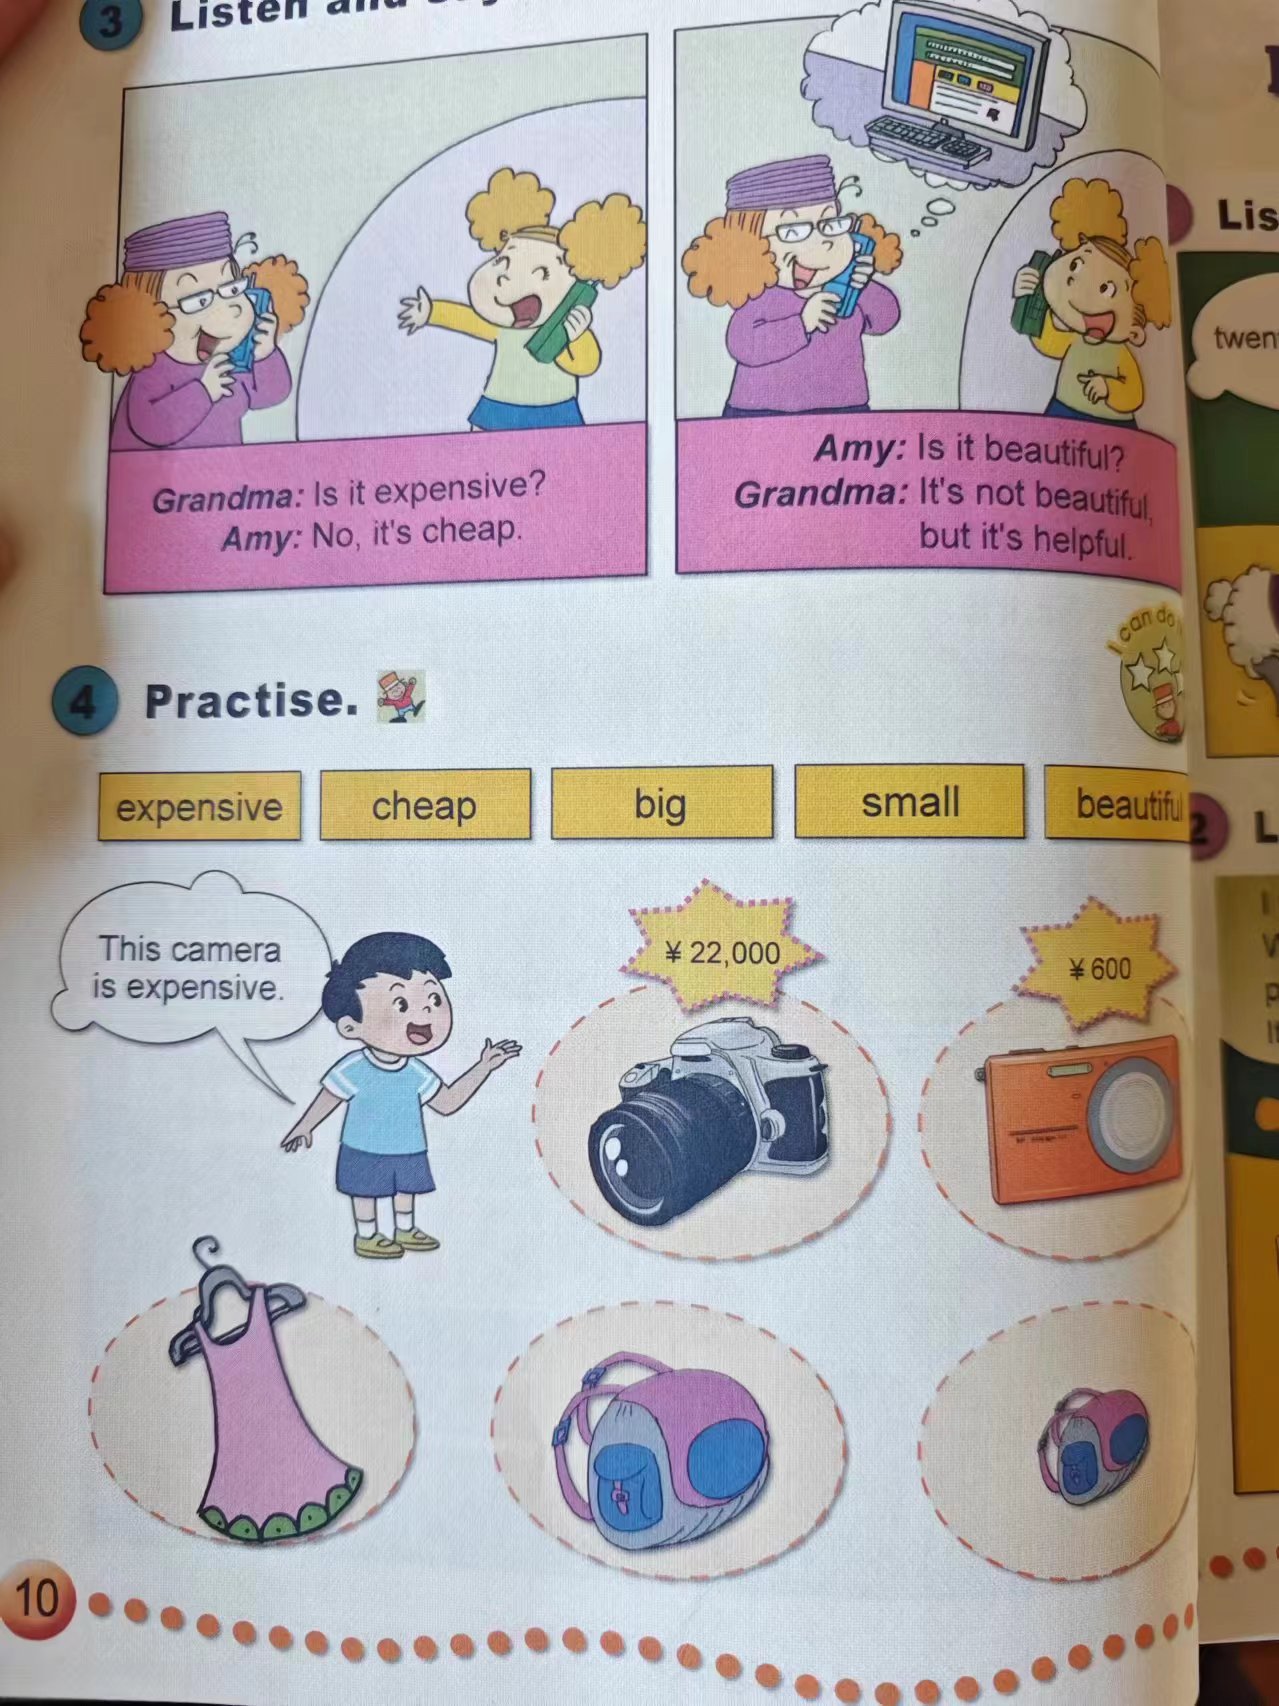 3 Listen and
Grandma: Is it expensive?
Amy: No, it's cheap.
Amy: Is it beautiful?
Grandma: It's not beautiful,
but it's helpful.
I can do
4 Practise.
expensive
cheap
big
small
beautiful
This camera
is expensive.
¥ 22,000
¥ 600
10
Lis
twen
2 L
I